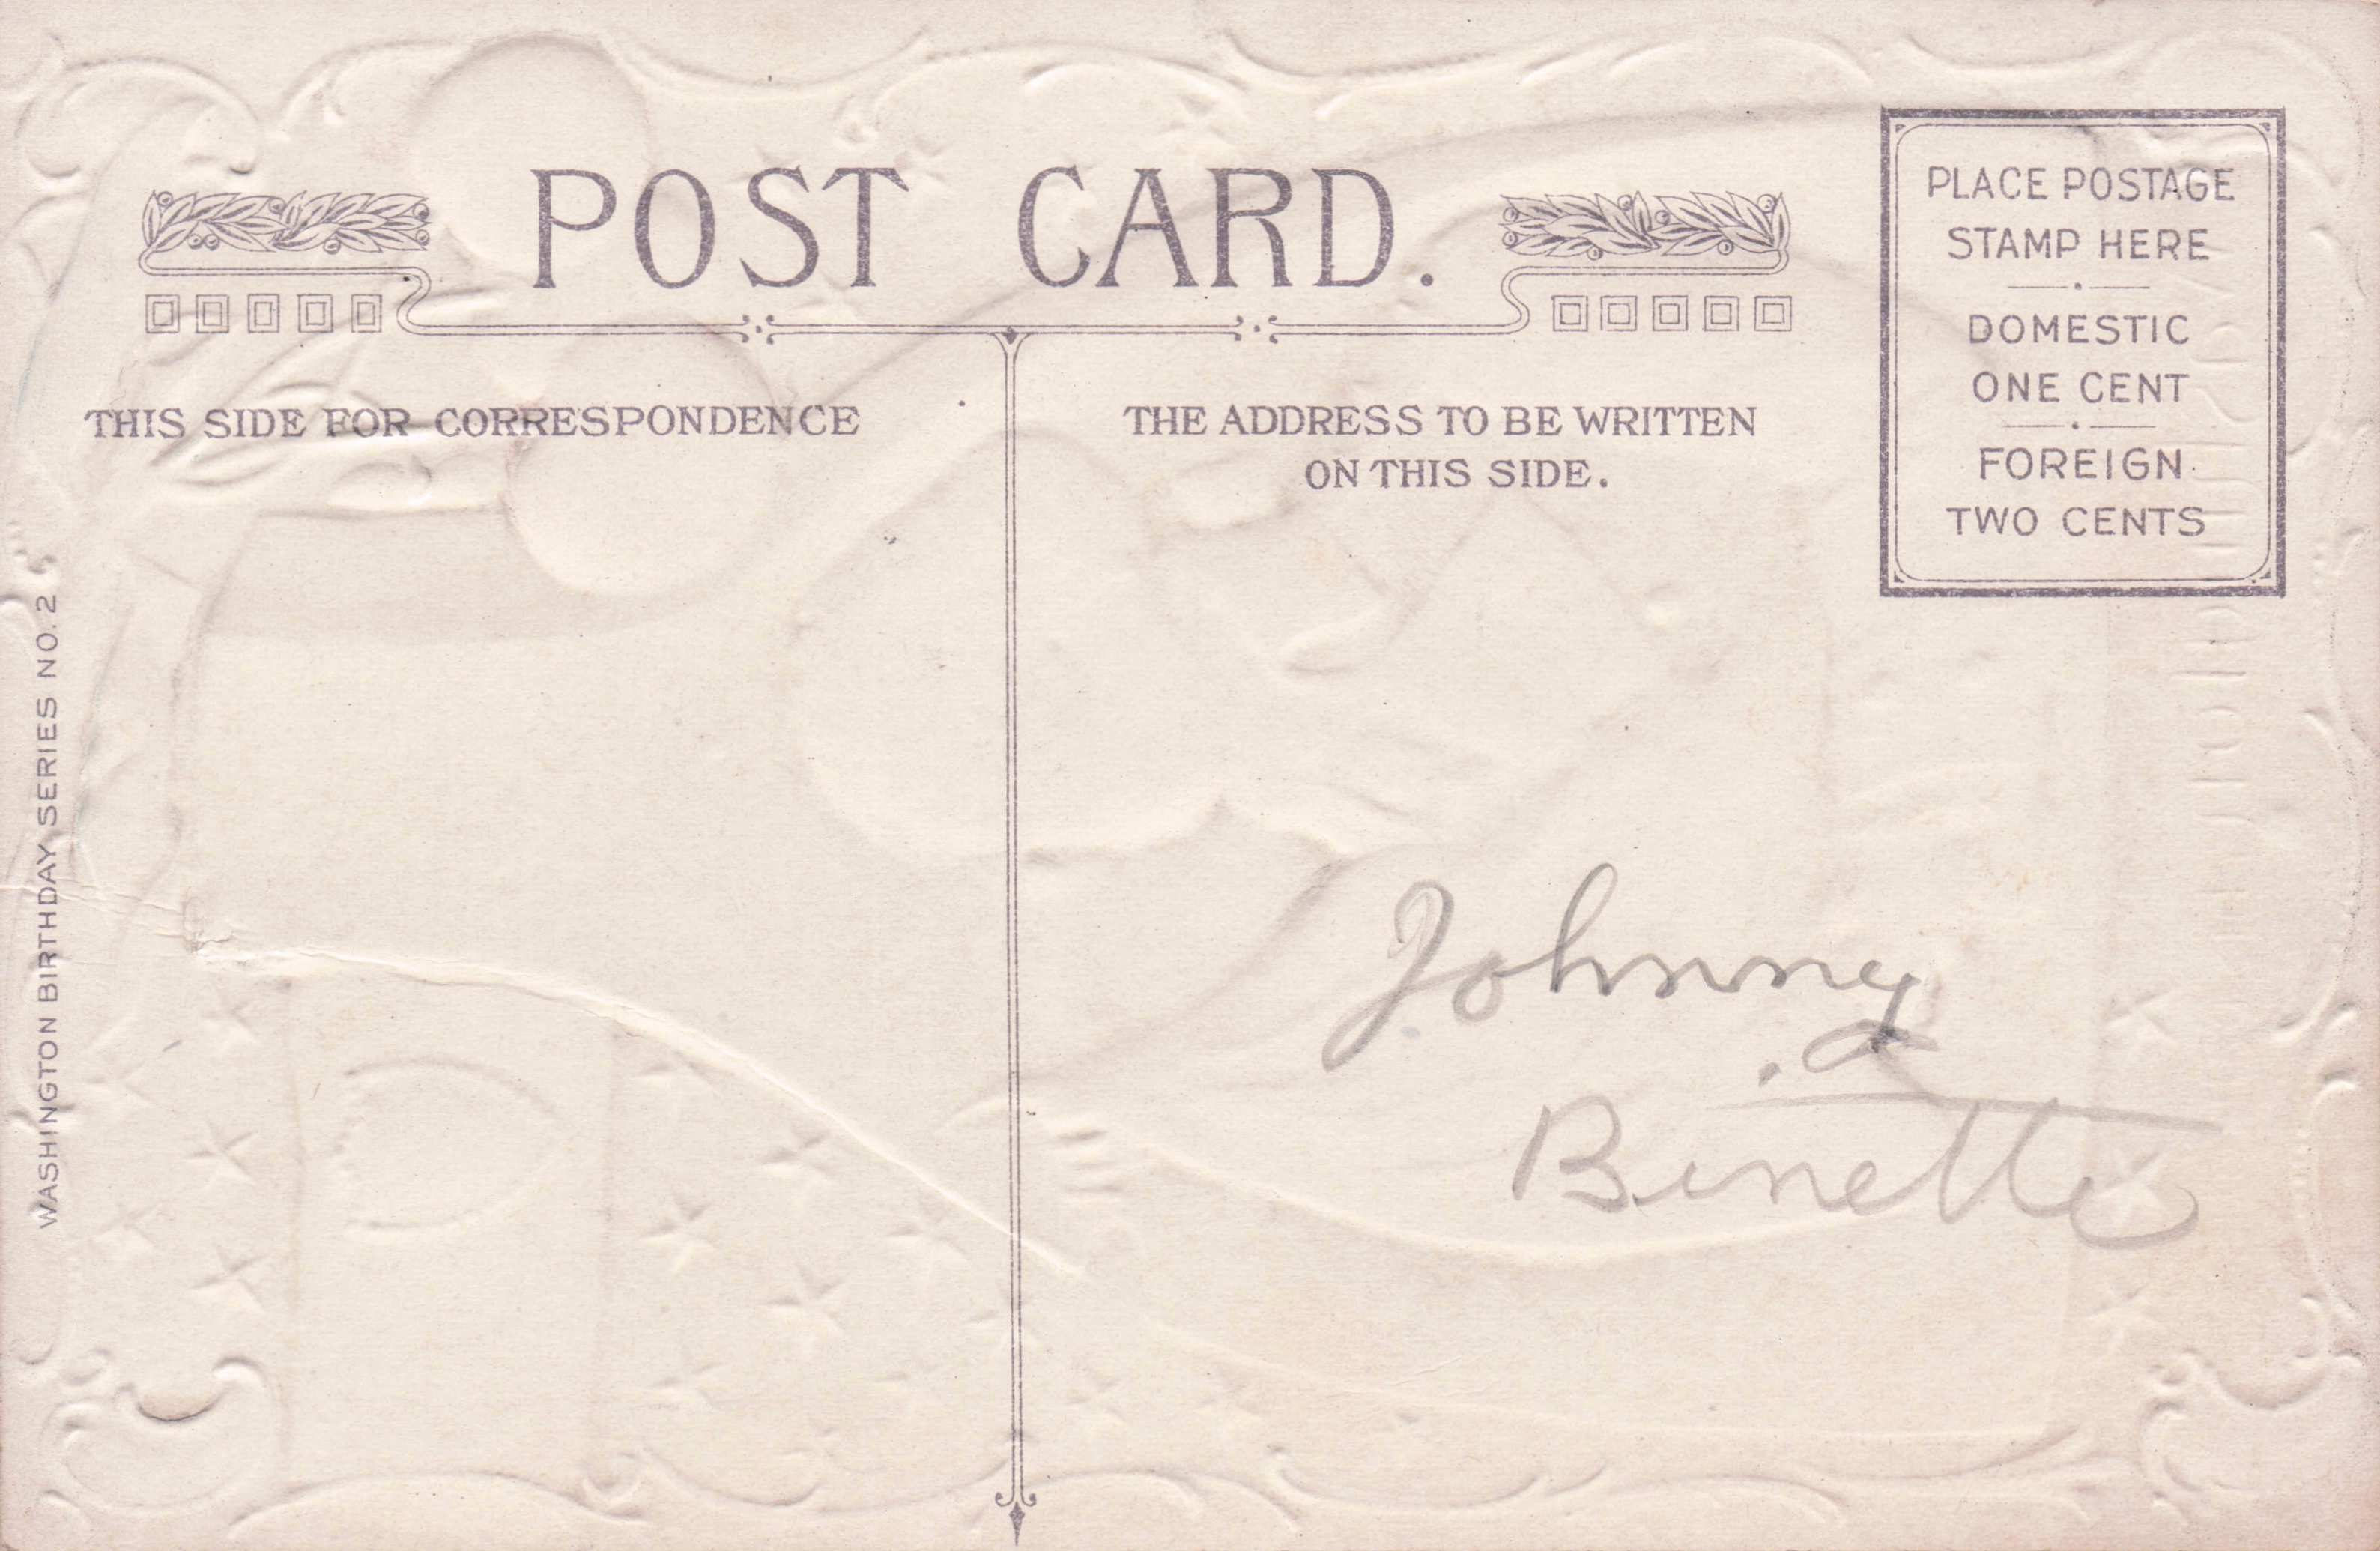 POST CARD.
PLACE POSTAGE
STAMP HERE
DOMESTIC
ONE CENT
FOREIGN
TWO CENTS
THIS SIDE FOR CORRESPONDENCE
THE ADDRESS TO BE WRITTEN
ON THIS SIDE.
WASHINGTON BIRTHDAY SERIES NO. 2
Johnny
Binette